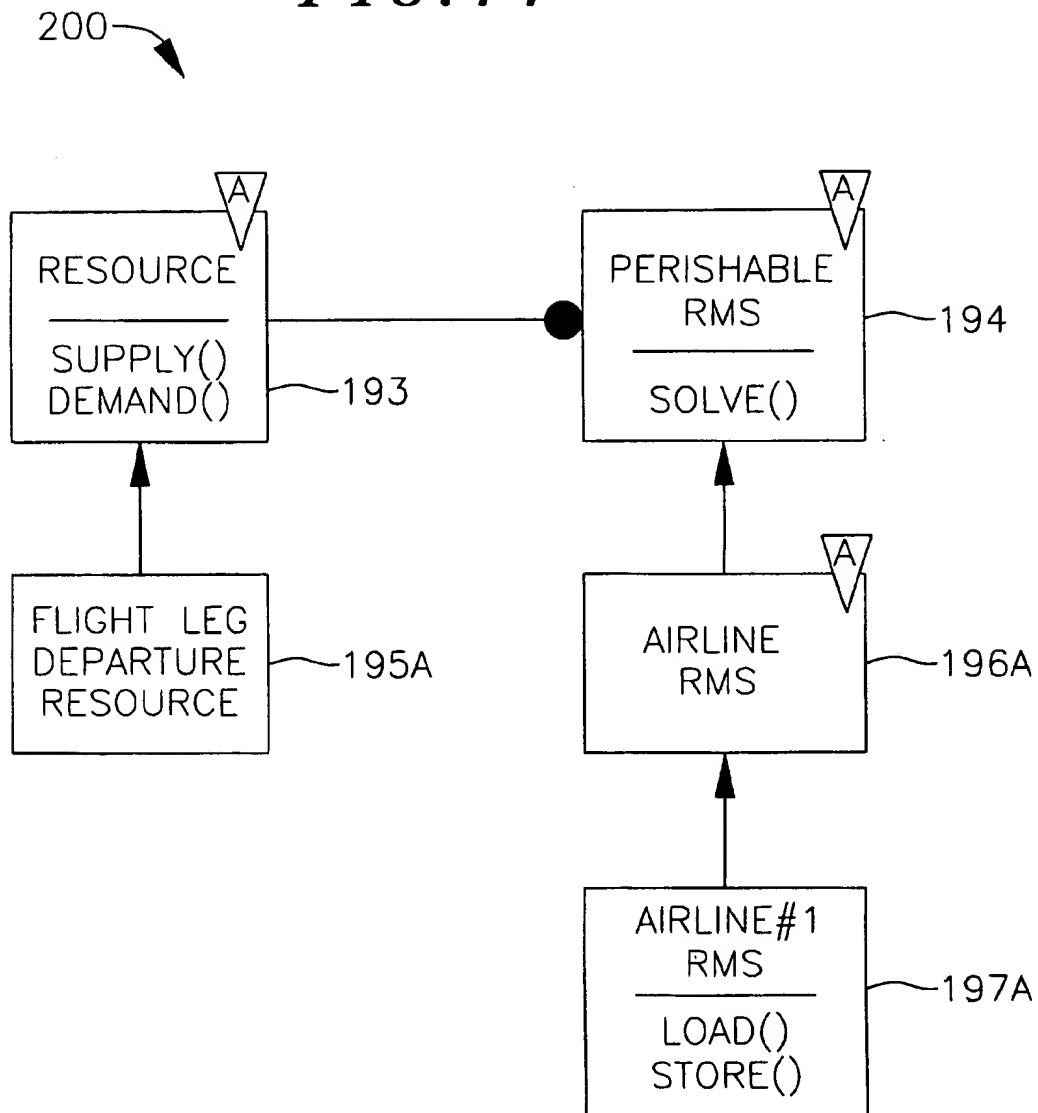 200
A
RESOURCE
SUPPLY()
DEMAND()
193
A
PERISHABLE
RMS
SOLVE()
194
FLIGHT LEG
DEPARTURE
RESOURCE
195A
A
AIRLINE
RMS
196A
AIRLINE#1
RMS
LOAD()
STORE()
197A